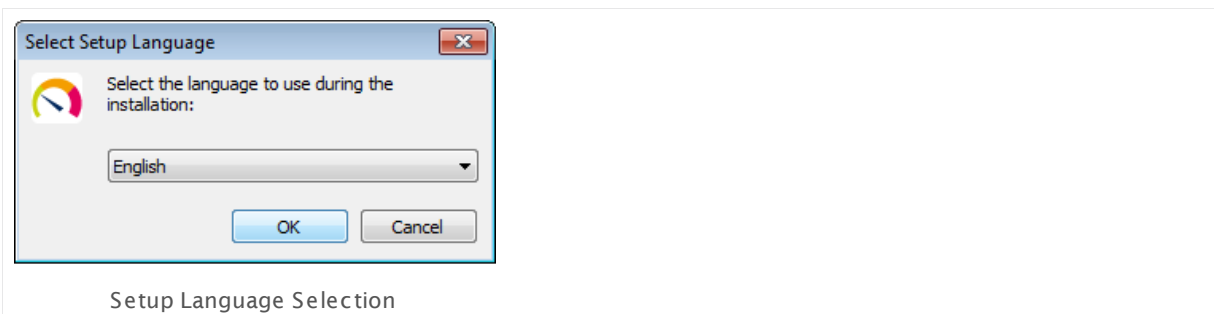 Select Setup Language
Select the language to use during the
installation:
English
OK
Cancel
Setup Language Selection